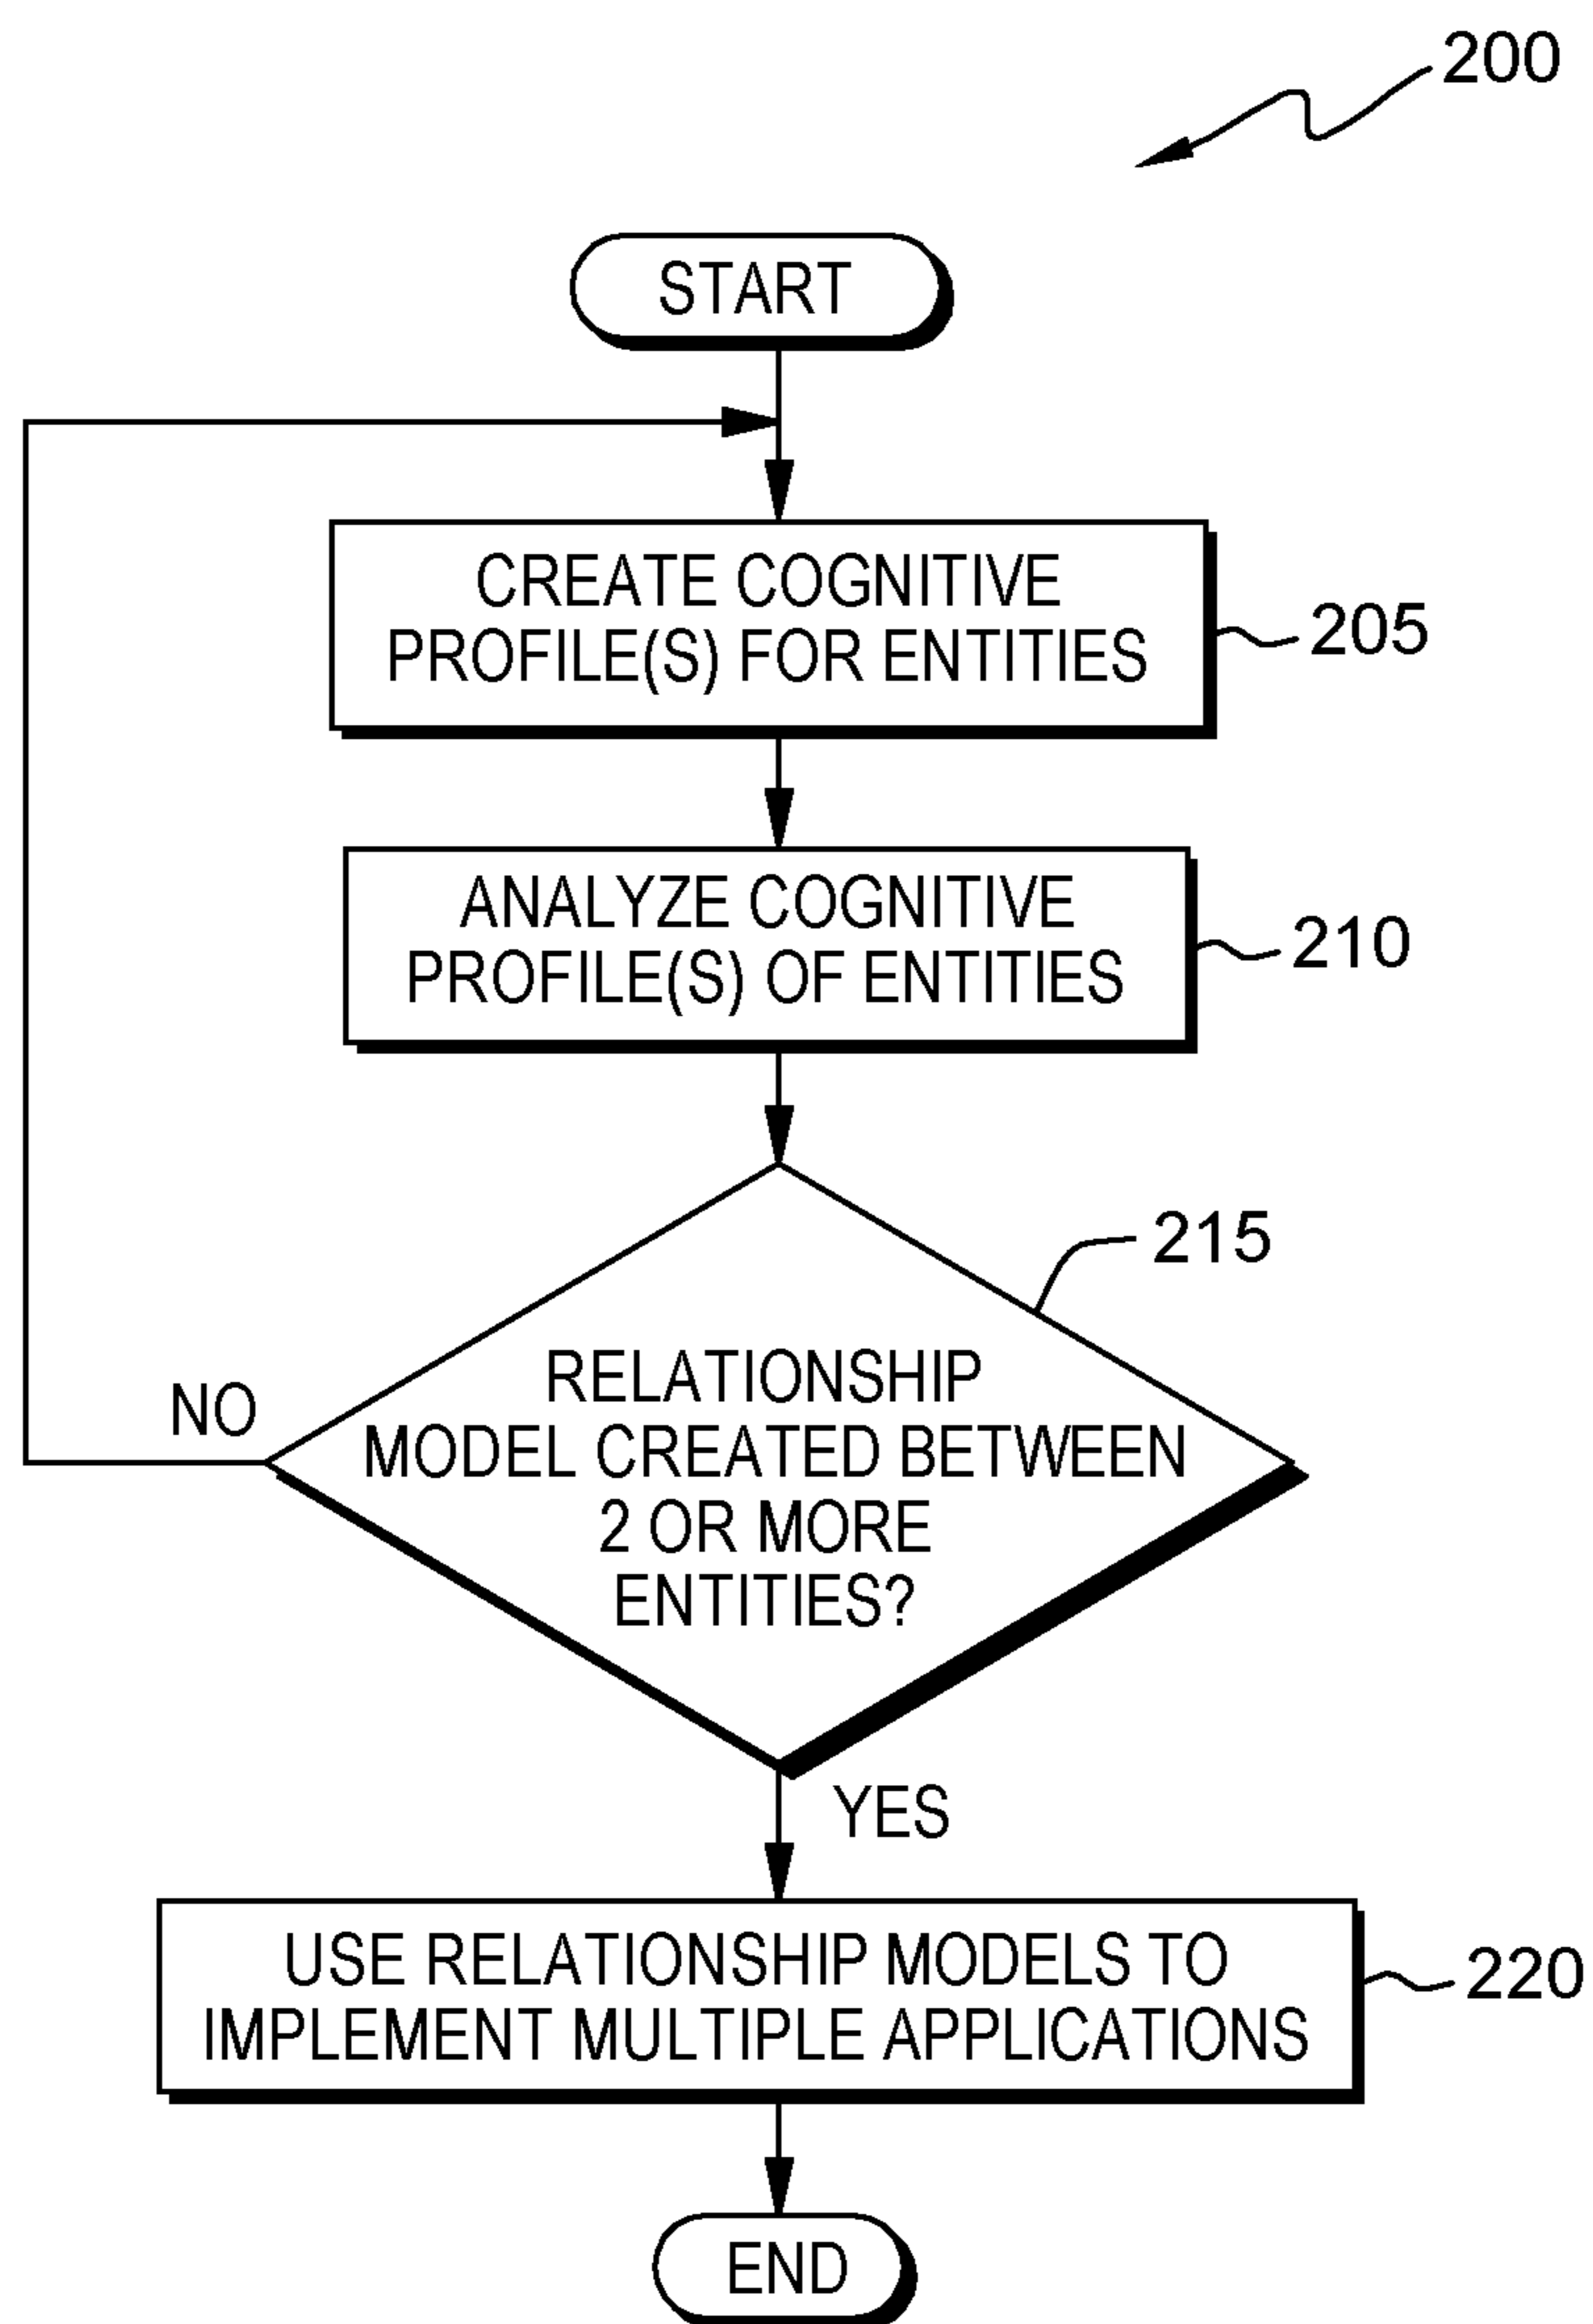 200
START
CREATE COGNITIVE
PROFILE(S) FOR ENTITIES
205
ANALYZE COGNITIVE
PROFILE(S) OF ENTITIES
210
215
RELATIONSHIP
MODEL CREATED BETWEEN
2 OR MORE
ENTITIES?
NO
YES
USE RELATIONSHIP MODELS TO
IMPLEMENT MULTIPLE APPLICATIONS
220
END